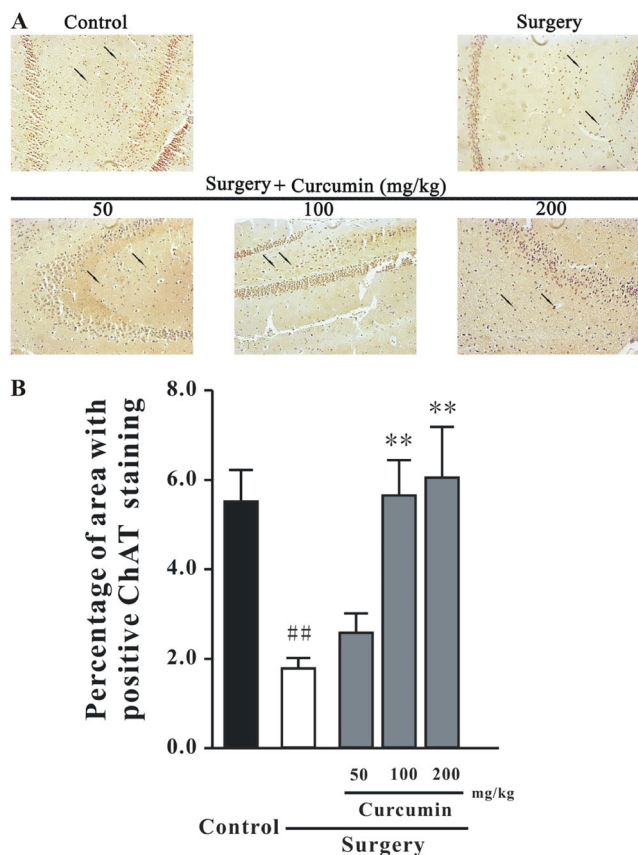 A
Control
Surgery
Surgery + Curcumin (mg/kg)
50 100 200
B
Percentage of area with
positive ChAT staining
8.0
6.0
4.0
2.0
0.0
##
**
**
50 100 200
mg/kg
Curcumin
Control
Surgery